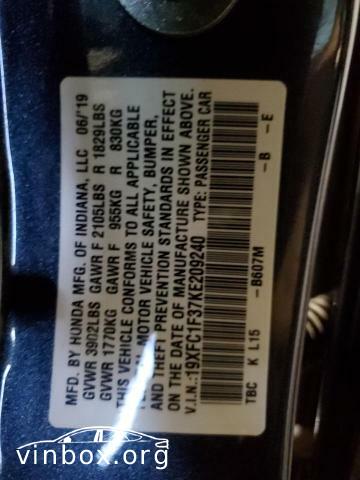 MFD. BY HONDA MFG. OF INDIANA, LLC 06/'19
GVWR 3902LBS GAWR F 2105LBS R 1829LBS
GVWR 1770KG GAWR F 955KG R 830KG
THIS VEHICLE CONFORMS TO ALL APPLICABLE
MOTOR VEHICLE SAFETY, BUMPER,
AND THEFT PREVENTION STANDARDS IN EFFECT
ON THE DATE OF MANUFACTURE SHOWN ABOVE.
V.I.N.:19XFC1F37KE209240 TYPE: PASSENGER CAR
TBC K L15 -B607M -B -E
vinbox.org